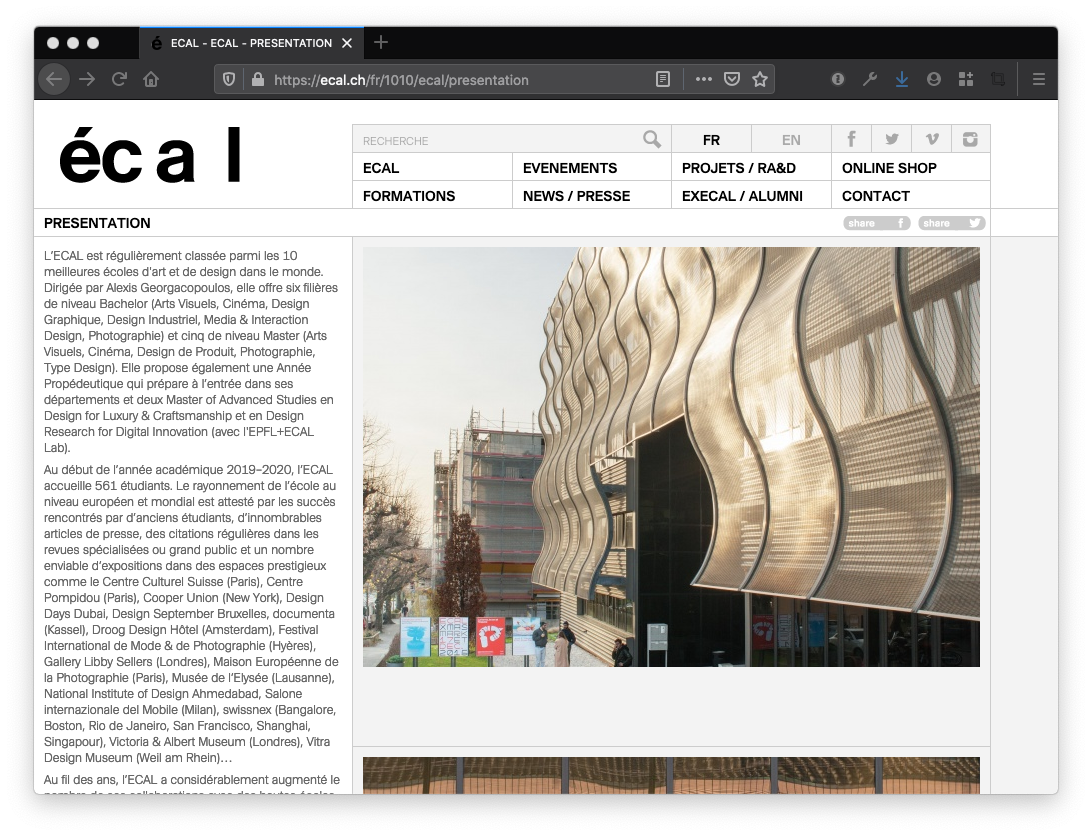 ECAL - ECAL - PRESENTATION
https://ecal.ch/fr/1010/ecal/presentation
écal
RECHERCHE
FR
EN
ECAL
EVENEMENTS
PROJETS / RA&D
ONLINE SHOP
FORMATIONS
NEWS / PRESSE
EXECAL / ALUMNI
CONTACT
PRESENTATION
share
share
L'ECAL est régulièrement classée parmi les 10
meilleures écoles d'art et de design dans le monde.
Dirigée par Alexis Georgacopoulos, elle offre six filières
de niveau Bachelor (Arts Visuels, Cinéma, Design
Graphique, Design Industriel, Media & Interaction
Design, Photographie) et cinq de niveau Master (Arts
Visuels, Cinéma, Design de Produit, Photographie,
Type Design). Elle propose également une Année
Propédeutique qui prépare à l'entrée dans ses
départements et deux Master of Advanced Studies en
Design for Luxury & Craftsmanship et en Design
Research for Digital Innovation (avec l'EPFL+ECAL
Lab).
Au début de l'année académique 2019–2020, l'ECAL
accueille 561 étudiants. Le rayonnement de l'école au
niveau européen et mondial est attesté par les succès
rencontrés par d'anciens étudiants, d'innombrables
articles de presse, des citations régulières dans les
revues spécialisées ou grand public et un nombre
enviable d'expositions dans des espaces prestigieux
comme le Centre Culturel Suisse (Paris), Centre
Pompidou (Paris), Cooper Union (New York), Design
Days Dubai, Design September Bruxelles, documenta
(Kassel), Droog Design Hôtel (Amsterdam), Festival
International de Mode & de Photographie (Hyères),
Gallery Libby Sellers (Londres), Maison Européenne de
la Photographie (Paris), Musée de l'Elysée (Lausanne),
National Institute of Design Ahmedabad, Salone
internazionale del Mobile (Milan), swissnex (Bangalore,
Boston, Rio de Janeiro, San Francisco, Shanghai,
Singapour), Victoria & Albert Museum (Londres), Vitra
Design Museum (Weil am Rhein)…
Au fil des ans, l'ECAL a considérablement augmenté le